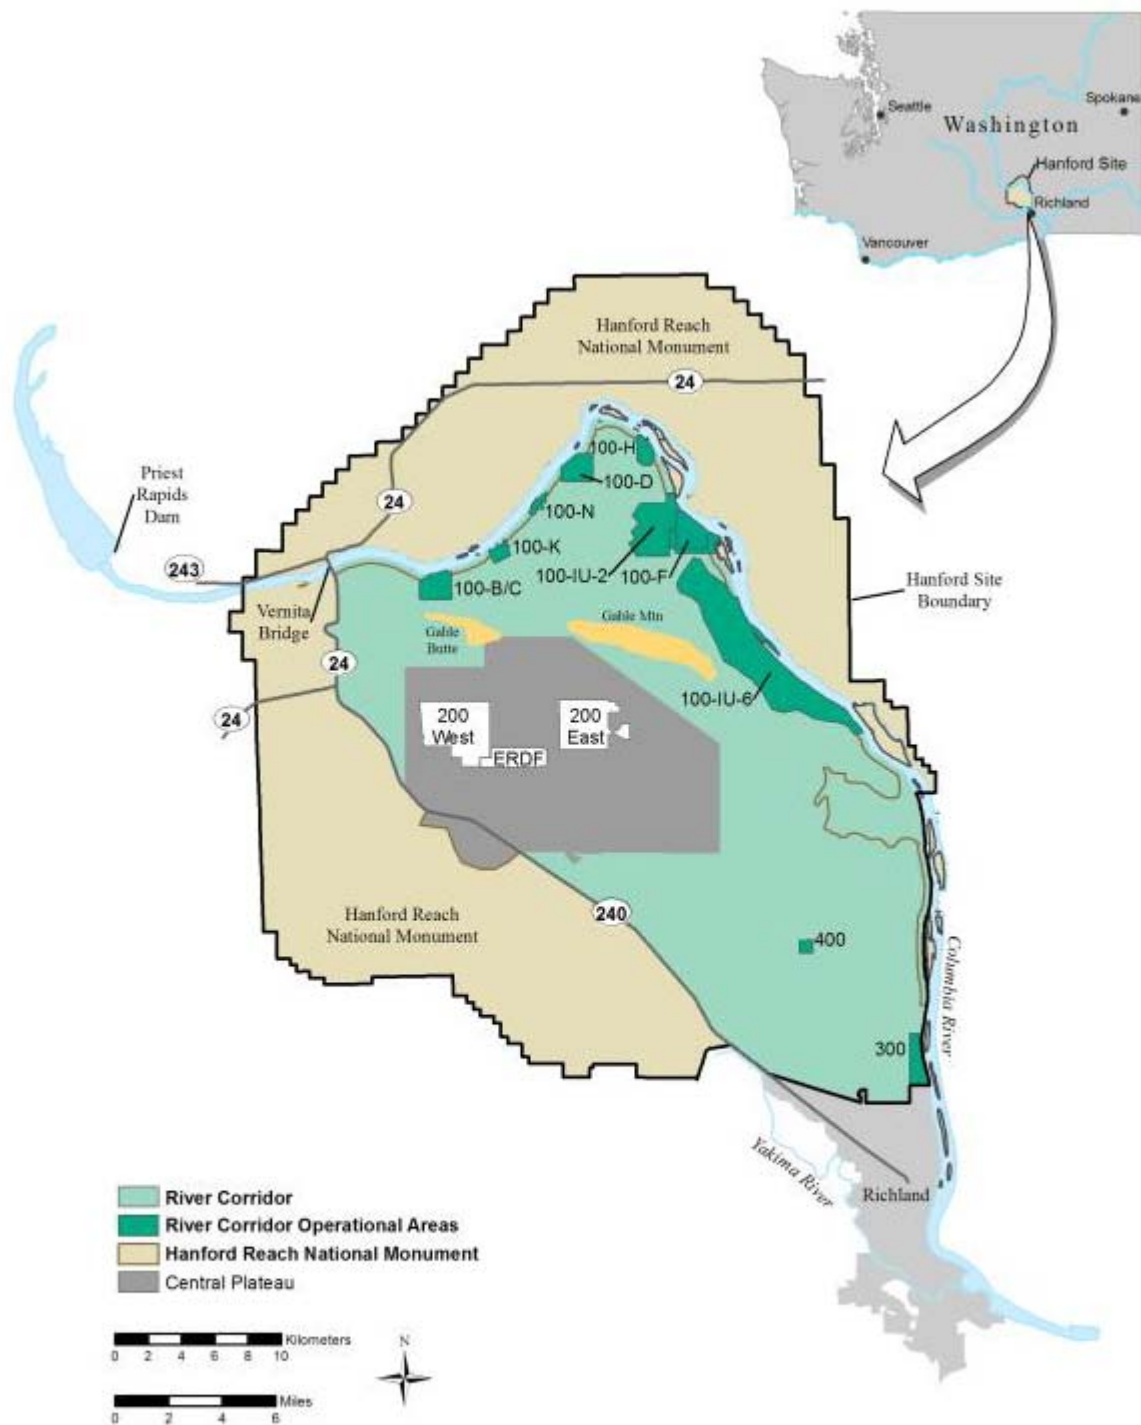 Seattle
Spokane
Washington
Hanford Site
Richland
Vancouver
Hanford Reach
National Monument
24
100-H
100-D
Priest
Rapids
Dam
24
100-N
100-K
243
100-IU-2
100-F
100-B/C
Hanford Site
Boundary
Vernita
Bridge
Gable
Butte
Gable Mtn
24
100-IU-6
24
200
West
200
East
ERDF
Hanford Reach
National Monument
240
400
Columbia River
300
Yakima River
Richland
River Corridor
River Corridor Operational Areas
Hanford Reach National Monument
Central Plateau
Kilometers
0 2 4 6 8 10
N
Miles
0 2 4 6